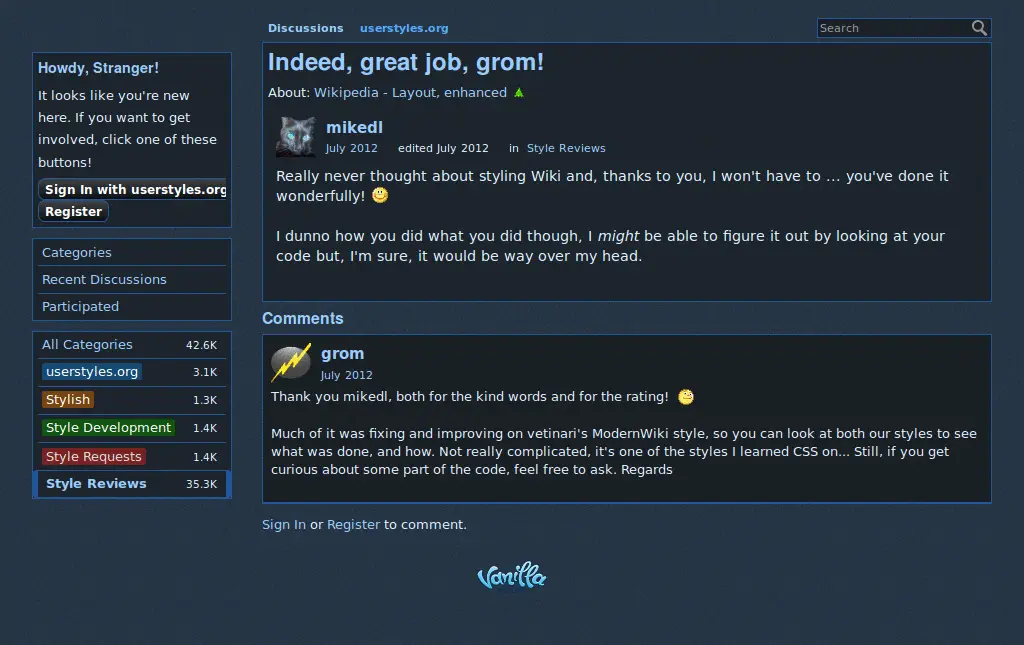 Discussions userstyles.org Search
Howdy, Stranger!
It looks like you're new
here. If you want to get
involved, click one of these
buttons!
Sign In with userstyles.org
Register
Categories
Recent Discussions
Participated
All Categories 42.6K
userstyles.org 3.1K
Stylish 1.3K
Style Development 1.4K
Style Requests 1.4K
Style Reviews 35.3K
Indeed, great job, grom!
About: Wikipedia - Layout, enhanced
mikedl
July 2012 edited July 2012 in Style Reviews
Really never thought about styling Wiki and, thanks to you, I won't have to ... you've done it
wonderfully!
I dunno how you did what you did though, I might be able to figure it out by looking at your
code but, I'm sure, it would be way over my head.
Comments
grom
July 2012
Thank you mikedl, both for the kind words and for the rating!
Much of it was fixing and improving on vetinari's ModernWiki style, so you can look at both our styles to see
what was done, and how. Not really complicated, it's one of the styles I learned CSS on... Still, if you get
curious about some part of the code, feel free to ask. Regards
Sign In or Register to comment.
Vanilla